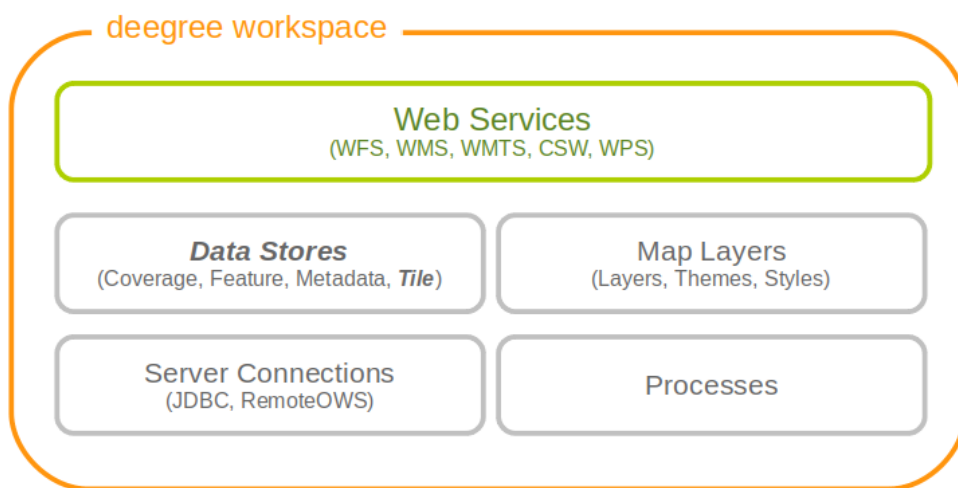 deegree workspace
Web Services
(WFS, WMS, WMTS, CSW, WPS)
Data Stores
(Coverage, Feature, Metadata, Tile)
Map Layers
(Layers, Themes, Styles)
Server Connections
(JDBC, RemoteOWS)
Processes